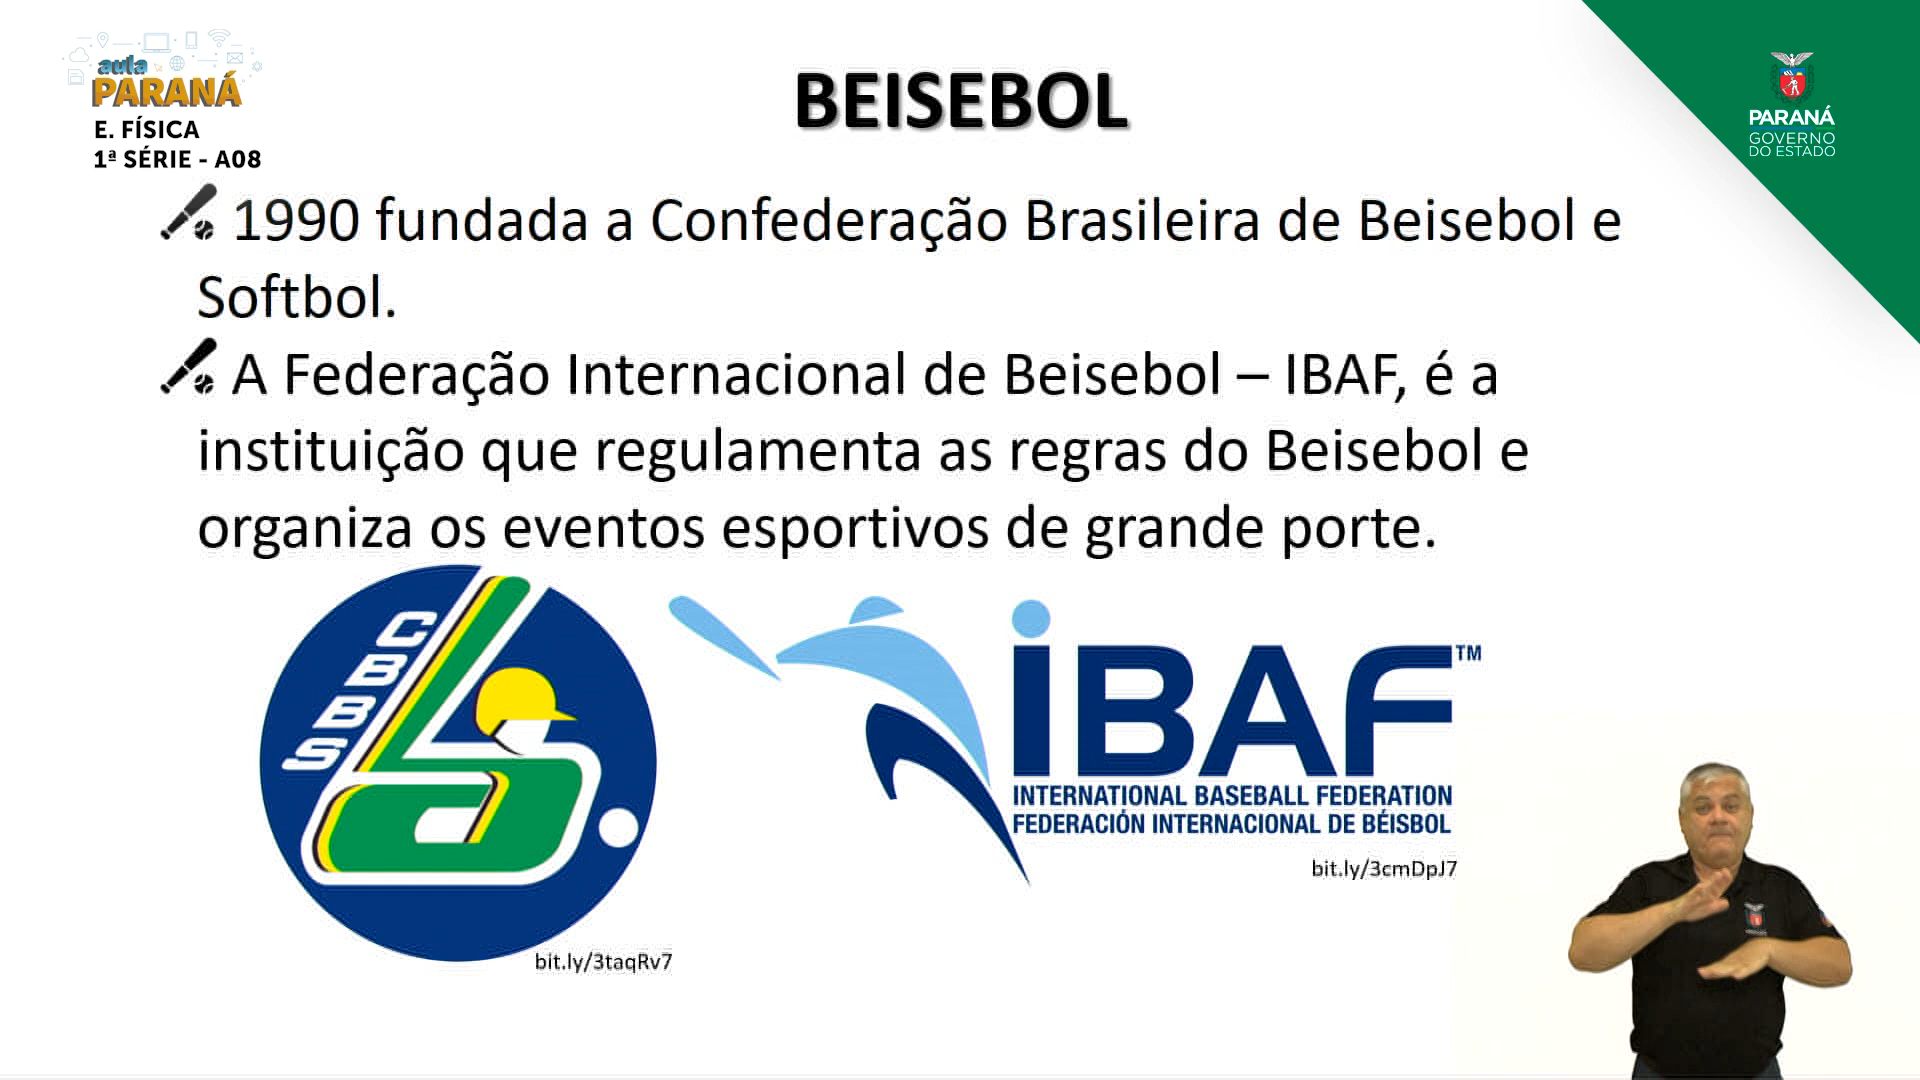 aula
PARANÁ
E. FÍSICA
1ª SÉRIE - A08
BEISEBOL
PARANÁ
GOVERNO
DO ESTADO
1990 fundada a Confederação Brasileira de Beisebol e
Softbol.
A Federação Internacional de Beisebol – IBAF, é a
instituição que regulamenta as regras do Beisebol e
organiza os eventos esportivos de grande porte.
CBBS
bit.ly/3taqRv7
iBAF™
INTERNATIONAL BASEBALL FEDERATION
FEDERACIÓN INTERNACIONAL DE BÉISBOL
bit.ly/3cmDpJ7